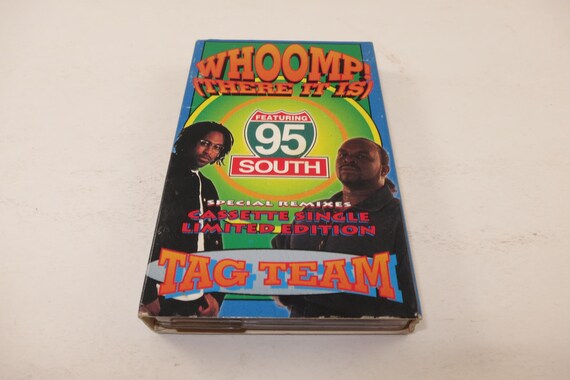 WHOOMP!
(THERE IT IS)
FEATURING
95
SOUTH
SPECIAL REMIXES
CASSETTE SINGLE
LIMITED EDITION
TAG TEAM